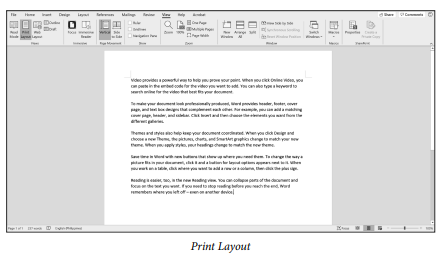 File Home Insert Draw Design Layout References Mailings Review View Help Acrobat Share Comments
Read Mode Print Layout Web Layout Outline Draft Focus Immersive Reader Vertical Side to Side Ruler Gridlines Navigation Pane Zoom 100% One Page Multiple Pages Page Width New Window Arrange All Split View Side by Side Synchronous Scrolling Reset Window Position Switch Windows Macros Properties
Views Immersive Page Movement Show Zoom Window Macros SharePoint
Video provides a powerful way to help you prove your point. When you click Online Video, you
can paste in the embed code for the video you want to add. You can also type a keyword to
search online for the video that best fits your document.
To make your document look professionally produced, Word provides header, footer, cover
page, and text box designs that complement each other. For example, you can add a matching
cover page, header, and sidebar. Click Insert and then choose the elements you want from the
different galleries.
Themes and styles also help keep your document coordinated. When you click Design and
choose a new Theme, the pictures, charts, and SmartArt graphics change to match your new
theme. When you apply styles, your headings change to match the new theme.
Save time in Word with new buttons that show up where you need them. To change the way a
picture fits in your document, click it and a button for layout options appears next to it. When
you work on a table, click where you want to add a row or a column, then click the plus sign.
Reading is easier, too, in the new Reading view. You can collapse parts of the document and
focus on the text you want. If you need to stop reading before you reach the end, Word
remembers where you left off – even on another device.
Page 1 of 1 English (Philippines) Focus 100%
Print Layout